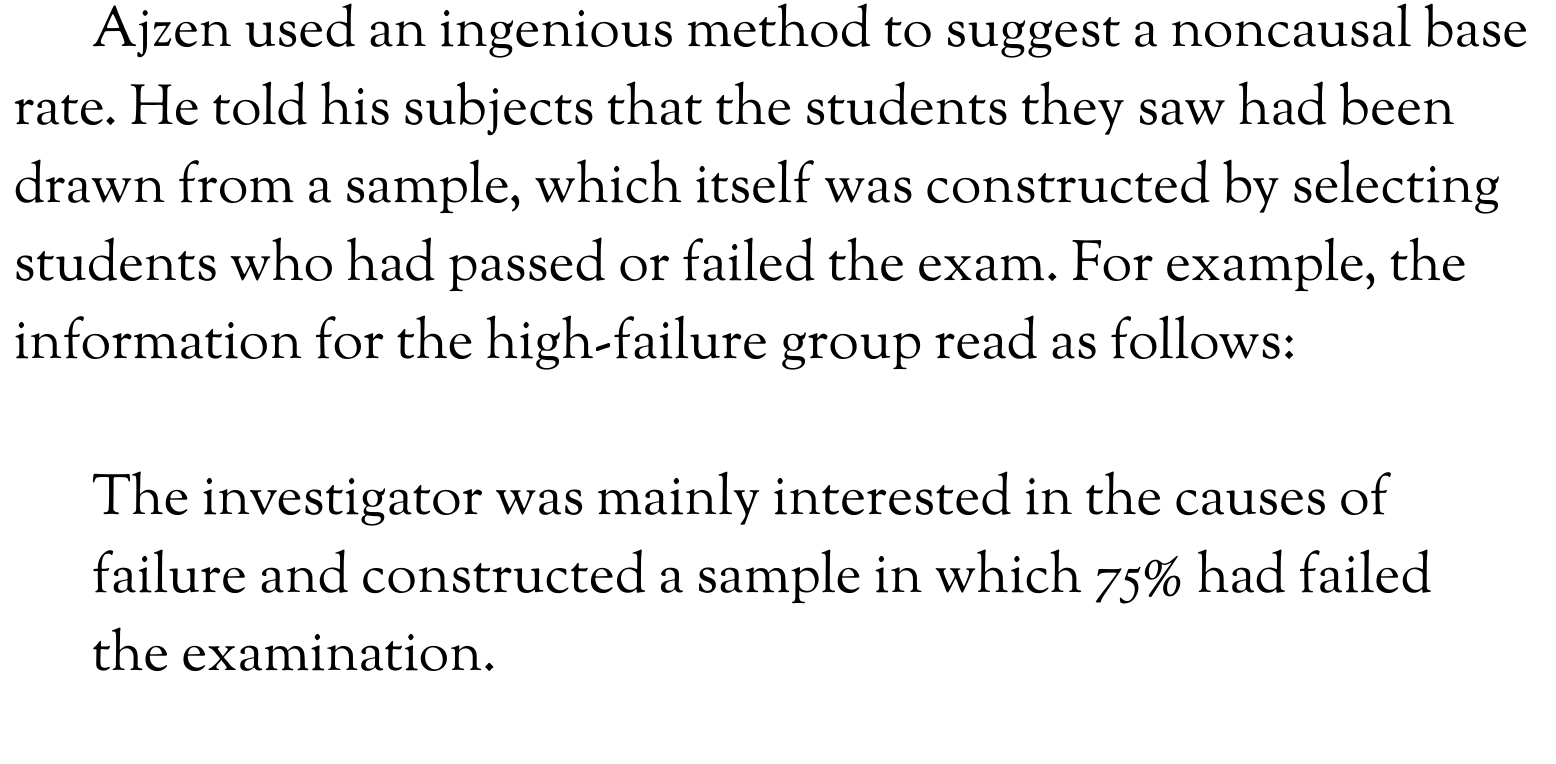 Ajzen used an ingenious method to suggest a noncausal base
rate. He told his subjects that the students they saw had been
drawn from a sample, which itself was constructed by selecting
students who had passed or failed the exam. For example, the
information for the high-failure group read as follows:
The investigator was mainly interested in the causes of
failure and constructed a sample in which 75% had failed
the examination.